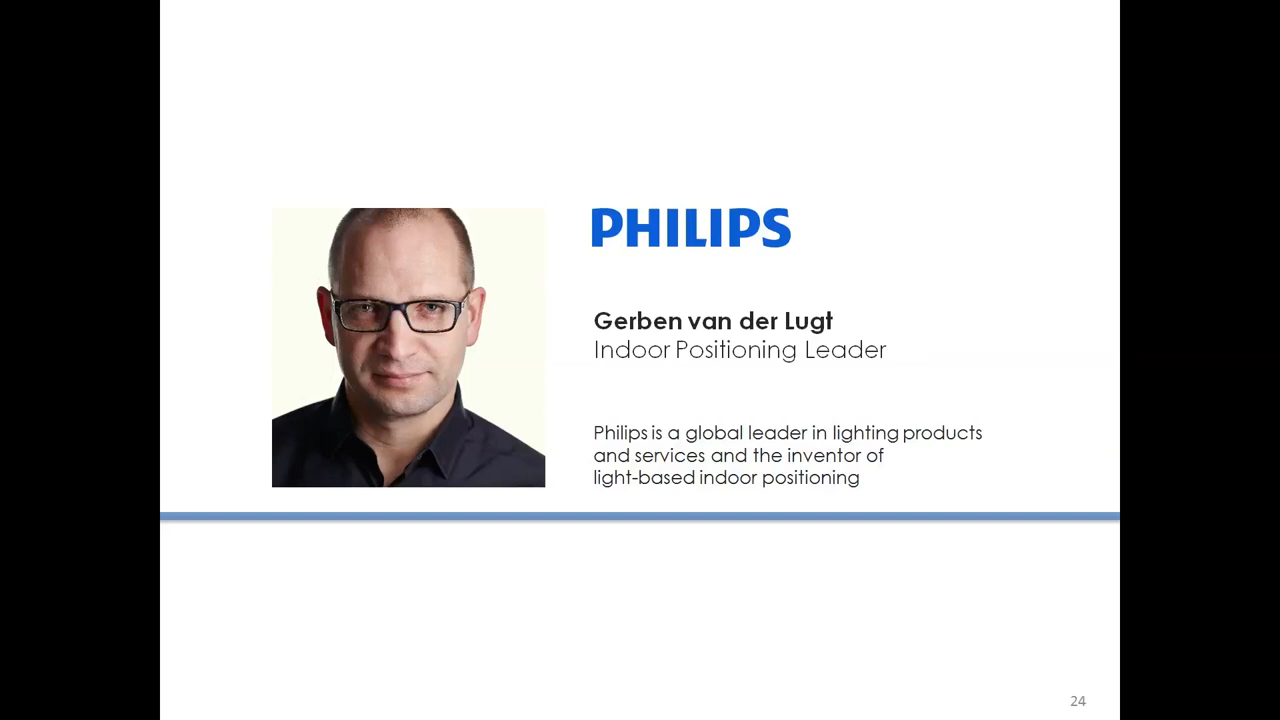 PHILIPS
Gerben van der Lugt
Indoor Positioning Leader
Philips is a global leader in lighting products
and services and the inventor of
light-based indoor positioning
24